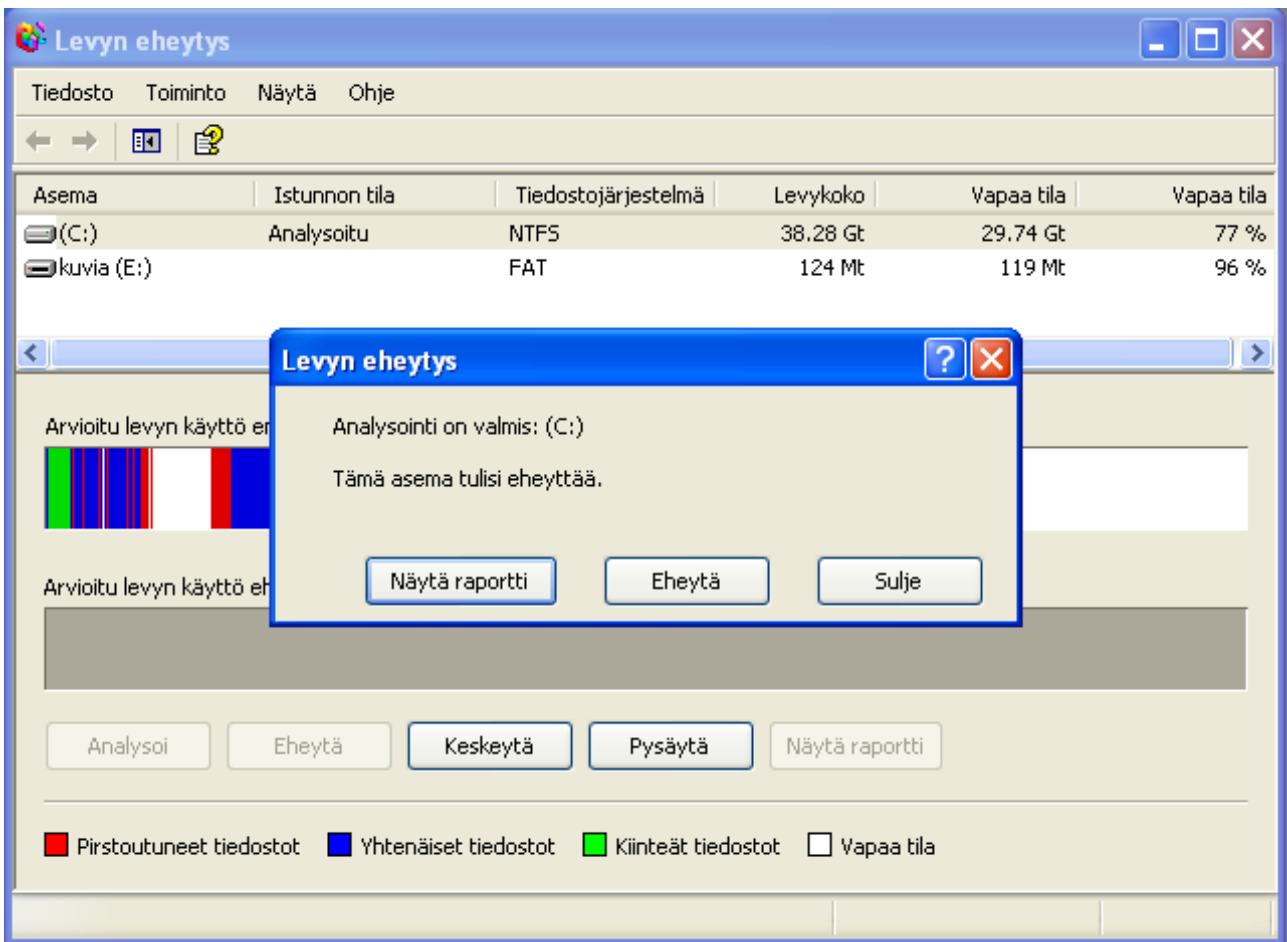 Levyn eheytys
Tiedosto Toiminto Näytä Ohje
Asema Istunnon tila Tiedostojärjestelmä Levykoko Vapaa tila Vapaa tila
(C:) Analysoitu NTFS 38.28 Gt 29.74 Gt 77 %
kuvia (E:) FAT 124 Mt 119 Mt 96 %
Levyn eheytys
Analysointi on valmis: (C:)
Tämä asema tulisi eheyttää.
Näytä raportti Eheytä Sulje
Arvioitu levyn käyttö
Arvioitu levyn käyttö
Analysoi Eheytä Keskeytä Pysäytä Näytä raportti
Pirstoutuneet tiedostot Yhtenäiset tiedostot Kiinteät tiedostot Vapaa tila